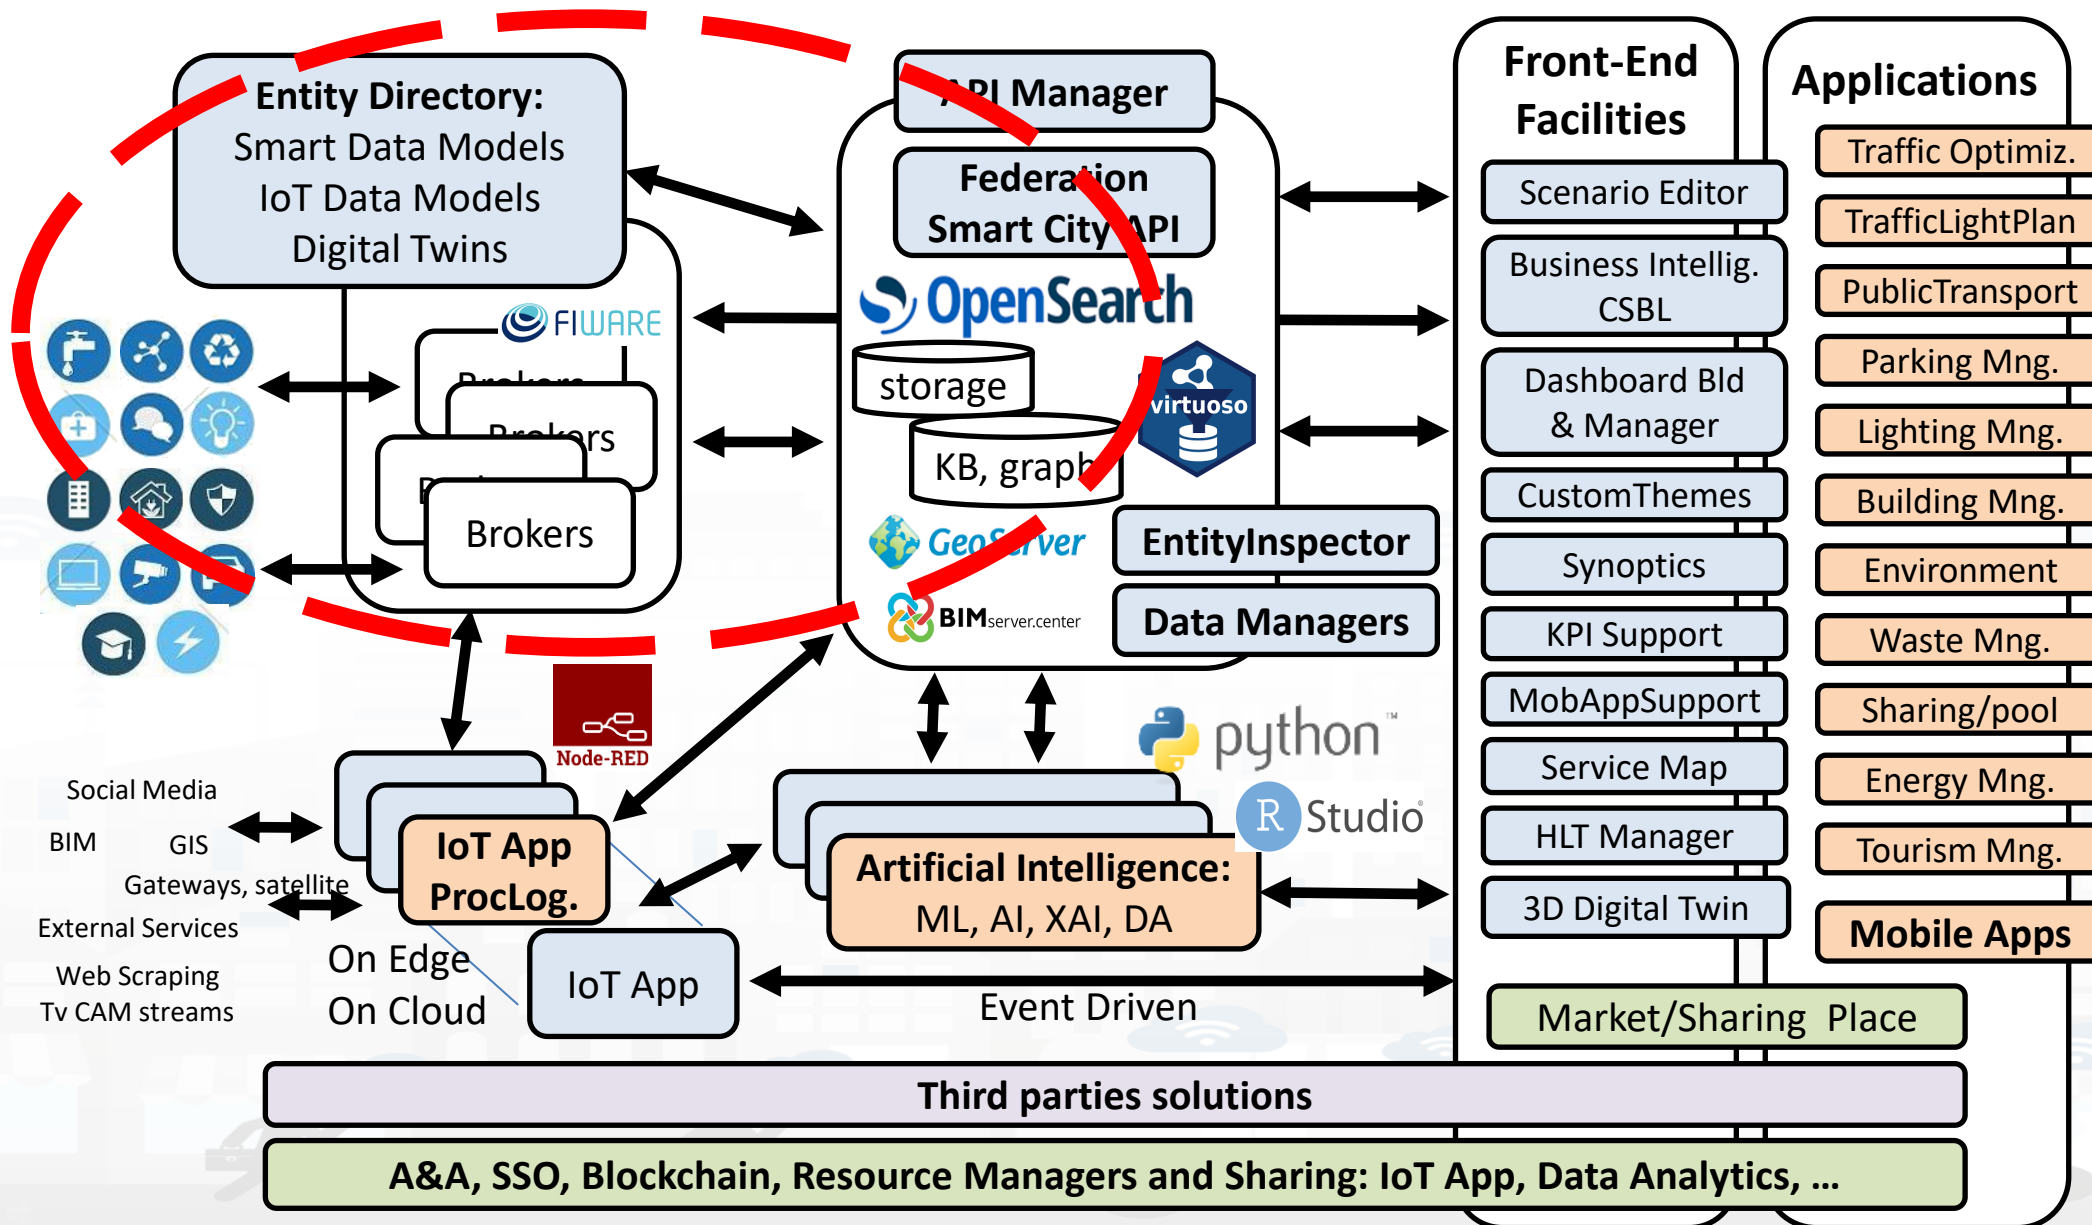 Entity Directory:
Smart Data Models
IoT Data Models
Digital Twins
FIWARE
Brokers
Brokers
Brokers
API Manager
Federation
Smart City API
OpenSearch
storage
virtuoso
KB, graph
GeoServer
BIMserver.center
EntityInspector
Data Managers
Node-RED
Social Media
BIM
GIS
Gateways, satellite
External Services
Web Scraping
Tv CAM streams
IoT App
ProcLog.
On Edge
On Cloud
IoT App
python™
R Studio®
Artificial Intelligence:
ML, AI, XAI, DA
Event Driven
Front-End
Facilities
Scenario Editor
Business Intellig.
CSBL
Dashboard Bld
& Manager
CustomThemes
Synoptics
KPI Support
MobAppSupport
Service Map
HLT Manager
3D Digital Twin
Applications
Traffic Optimiz.
TrafficLightPlan
PublicTransport
Parking Mng.
Lighting Mng.
Building Mng.
Environment
Waste Mng.
Sharing/pool
Energy Mng.
Tourism Mng.
Mobile Apps
Market/Sharing Place
Third parties solutions
A&A, SSO, Blockchain, Resource Managers and Sharing: IoT App, Data Analytics, ...